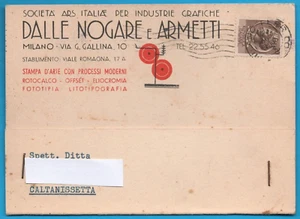 SOCIETÀ ARS ITALIÆ PER INDUSTRIE GRAFICHE
DALLE NOGARE E ARMETTI
MILANO · VIA G. GALLINA, 10
TEL. 22.55.46
STABILIMENTO: VIALE ROMAGNA, 17 A
STAMPA D'ARTE CON PROCESSI MODERNI
ROTOCALCO - OFFSET - ELIOCROMIA
FOTOTIPIA - LITOTIPOGRAFIA
Spett. Ditta
CALTANISSETTA